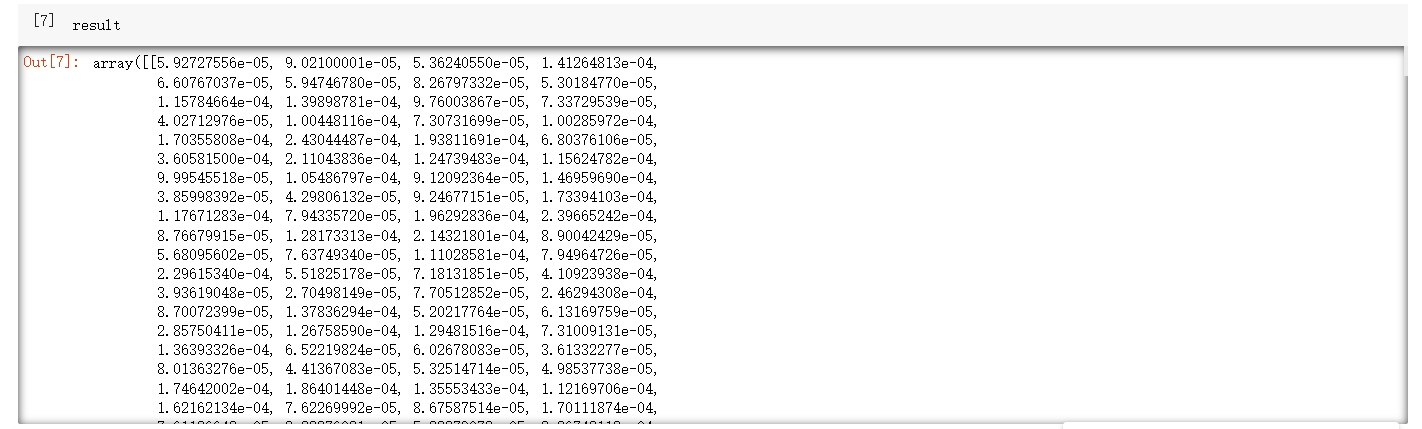 [7] result
Out[7]: array([[5.92727556e-05, 9.02100001e-05, 5.36240550e-05, 1.41264813e-04,
6.60767037e-05, 5.94746780e-05, 8.26797332e-05, 5.30184770e-05,
1.15784664e-04, 1.39898781e-04, 9.76003867e-05, 7.33729539e-05,
4.02712976e-05, 1.00448116e-04, 7.30731699e-05, 1.00285972e-04,
1.70355808e-04, 2.43044487e-04, 1.93811691e-04, 6.80376106e-05,
3.60581500e-04, 2.11043836e-04, 1.24739483e-04, 1.15624782e-04,
9.99545518e-05, 1.05486797e-04, 9.12092364e-05, 1.46959690e-04,
3.85998392e-05, 4.29806132e-05, 9.24677151e-05, 1.73394103e-04,
1.17671283e-04, 7.94335720e-05, 1.96292836e-04, 2.39665242e-04,
8.76679915e-05, 1.28173313e-04, 2.14321801e-04, 8.90042429e-05,
5.68095602e-05, 7.63749340e-05, 1.11028581e-04, 7.94964726e-05,
2.29615340e-04, 5.51825178e-05, 7.18131851e-05, 4.10923938e-04,
3.93619048e-05, 2.70498149e-05, 7.70512852e-05, 2.46294308e-04,
8.70072399e-05, 1.37836294e-04, 5.20217764e-05, 6.13169759e-05,
2.85750411e-05, 1.26758590e-04, 1.29481516e-04, 7.31009131e-05,
1.36393326e-04, 6.52219824e-05, 6.02678083e-05, 3.61332277e-05,
8.01363276e-05, 4.41367083e-05, 5.32514714e-05, 4.98537738e-05,
1.74642002e-04, 1.86401448e-04, 1.35553433e-04, 1.12169706e-04,
1.62162134e-04, 7.62269992e-05, 8.67587514e-05, 1.70111874e-04,